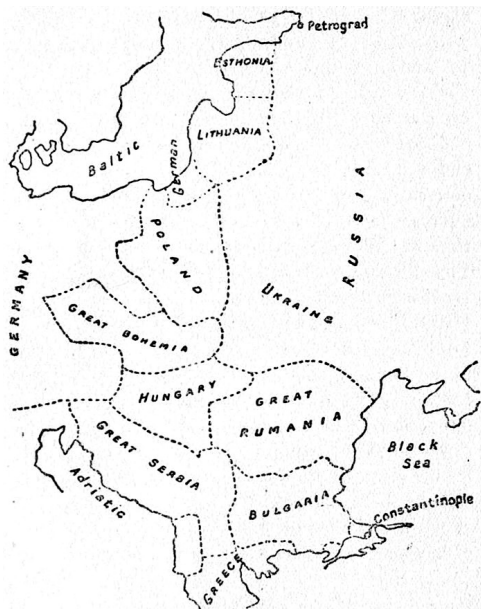 Petrograd
ESTHONIA
LITHUANIA
Baltic
German
POLAND
RUSSIA
UKRAINE
GERMANY
GREAT BOHEMIA
HUNGARY
GREAT
RUMANIA
GREAT SERBIA
Black
Sea
Adriatic
BULGARIA
Constantinople
GREECE